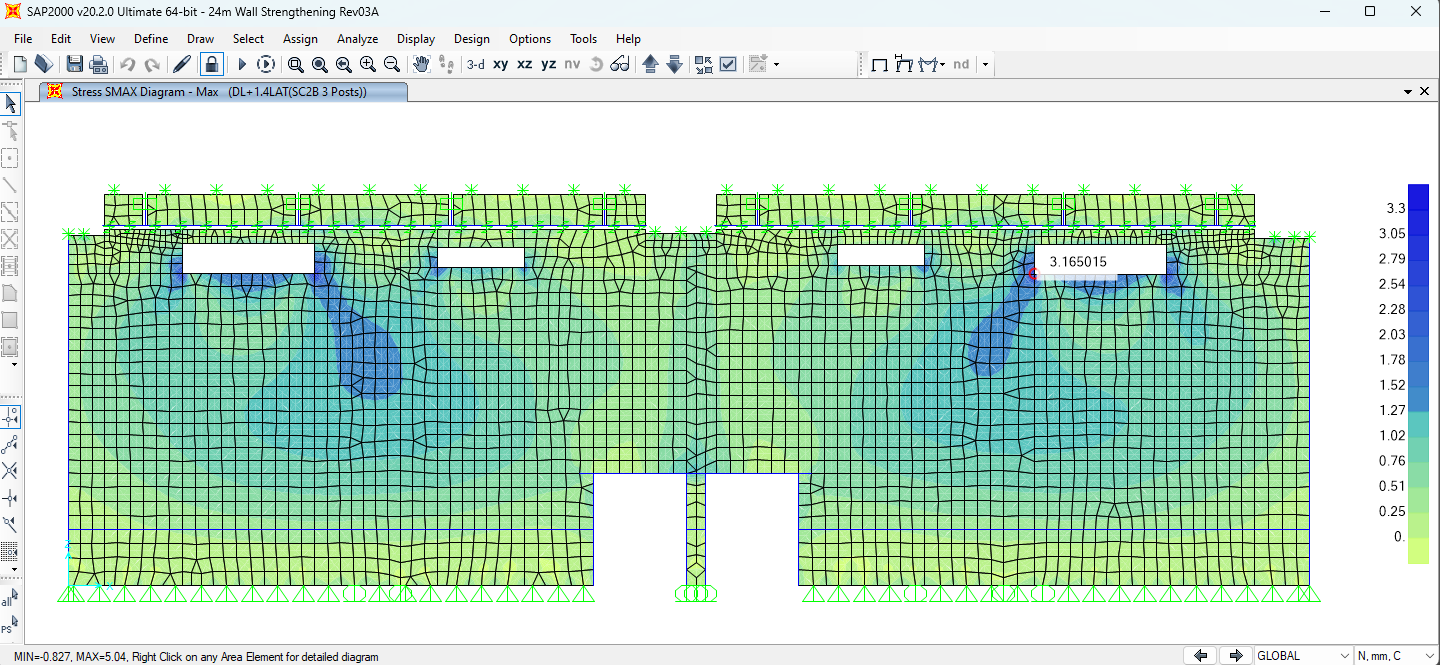 SAP2000 v20.2.0 Ultimate 64-bit - 24m Wall Strengthening Rev03A
File Edit View Define Draw Select Assign Analyze Display Design Options Tools Help
3-d xy xz yz nv nd
Stress SMAX Diagram - Max (DL+1.4LAT(SC2B 3 Posts))
3.3
3.05
3.165015
2.79
2.54
2.28
2.03
1.78
1.52
1.27
1.02
0.76
0.51
0.25
0.
Z
X
all
PS
MIN=-0.827, MAX=5.04, Right Click on any Area Element for detailed diagram
GLOBAL
N, mm, C